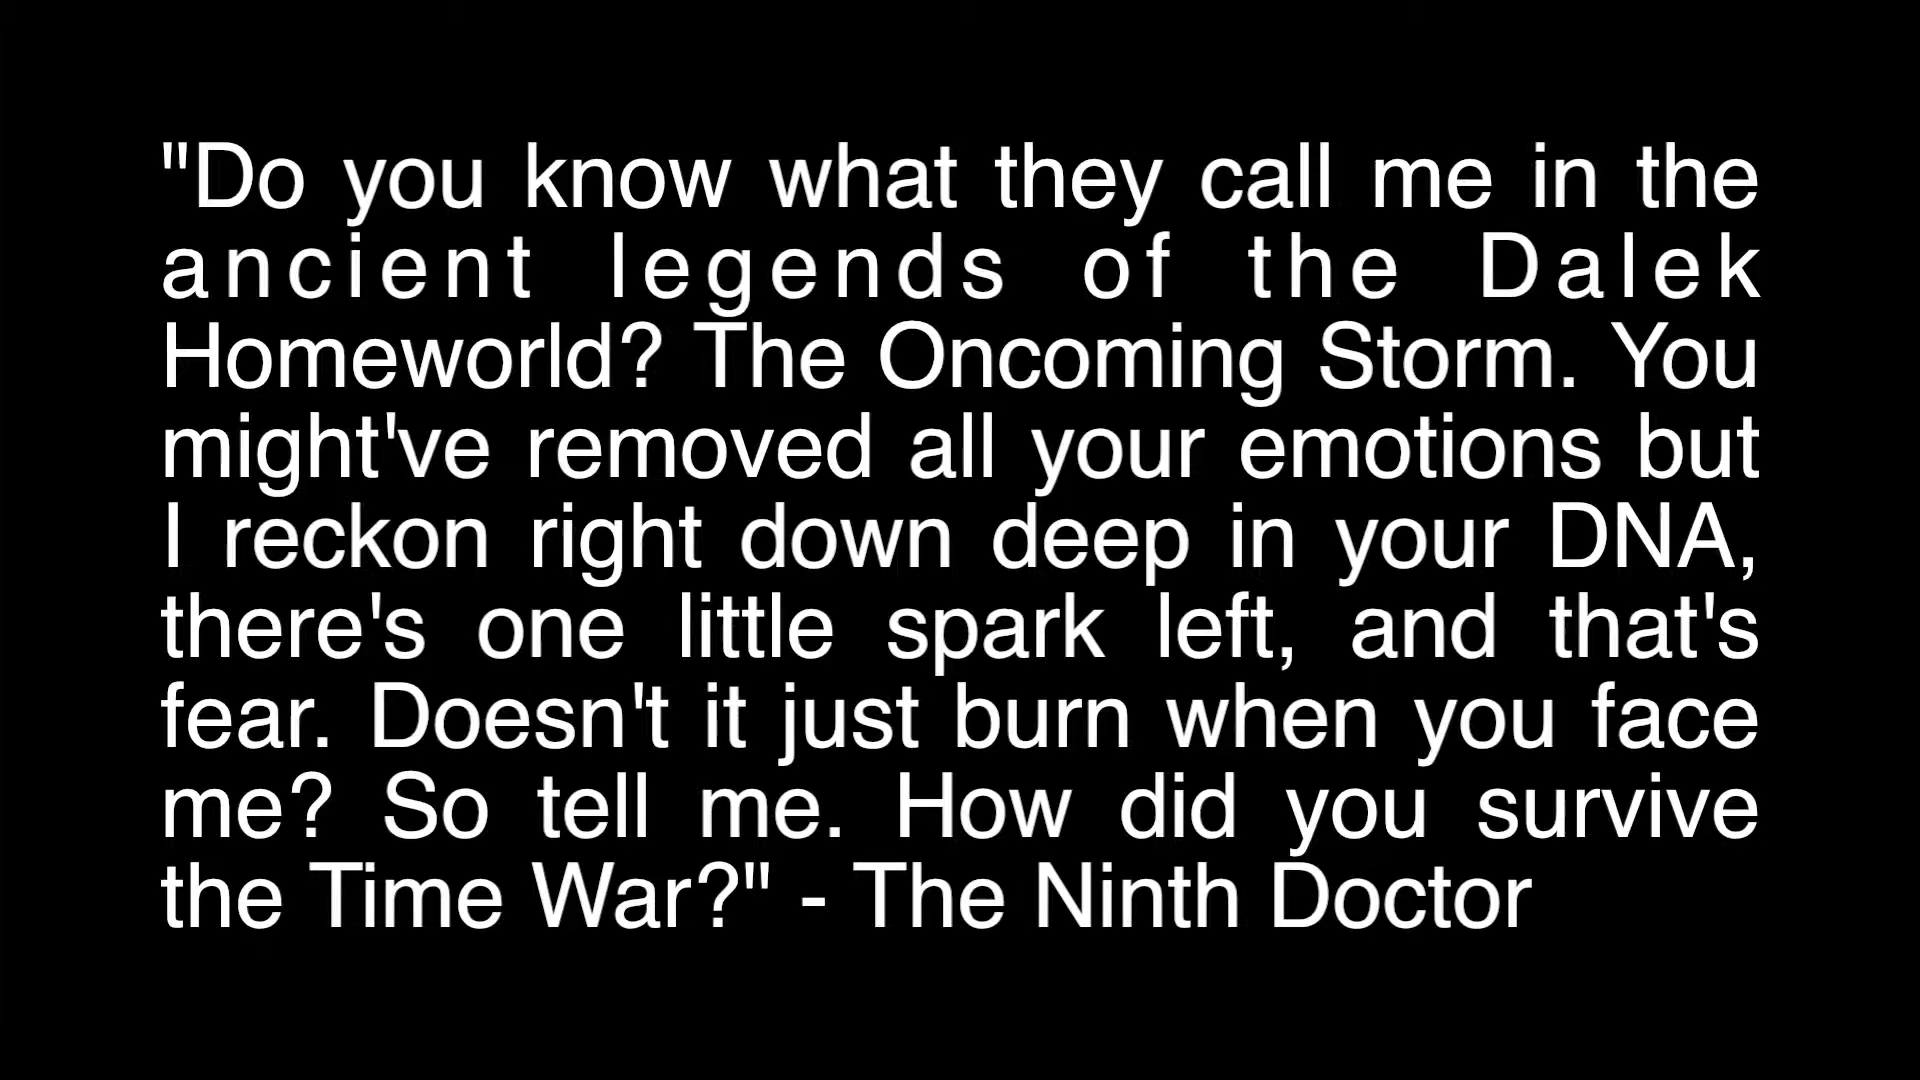 "Do you know what they call me in the
ancient legends of the Dalek
Homeworld? The Oncoming Storm. You
might've removed all your emotions but
I reckon right down deep in your DNA,
there's one little spark left, and that's
fear. Doesn't it just burn when you face
me? So tell me. How did you survive
the Time War?" - The Ninth Doctor